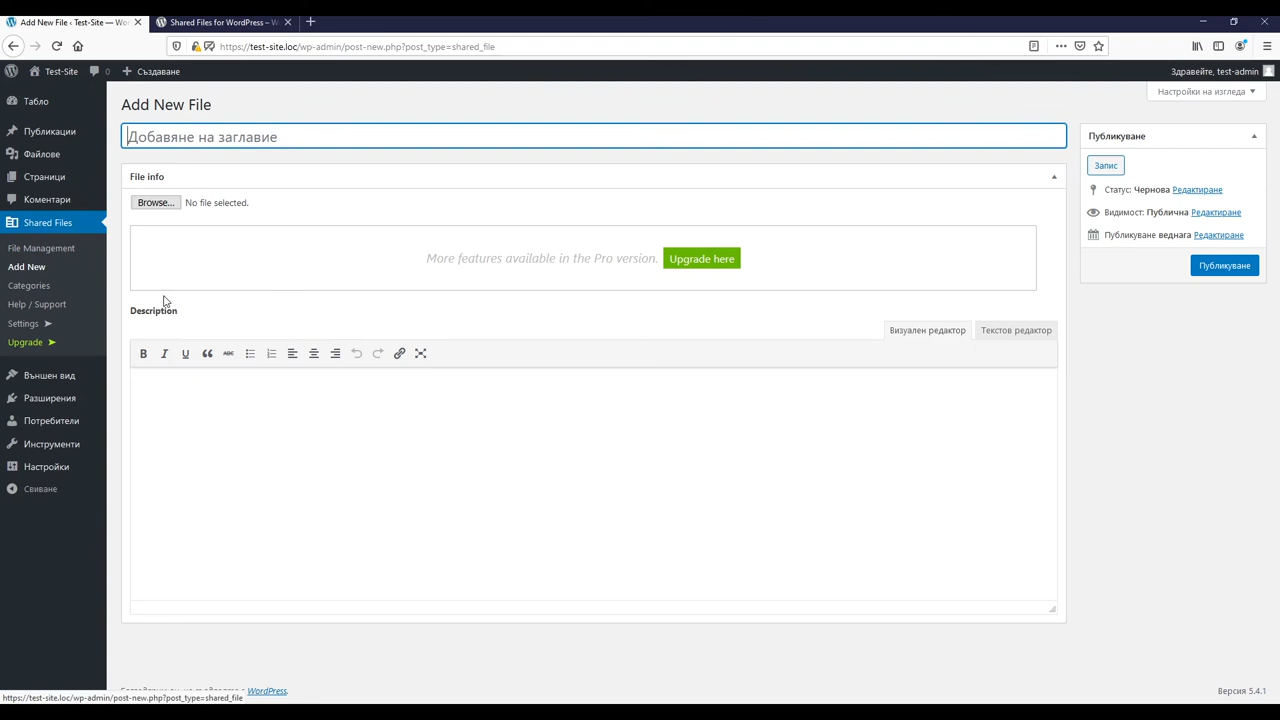 Add New File ‹ Test-Site — Wo
Shared Files for WordPress – W
https://test-site.loc/wp-admin/post-new.php?post_type=shared_file
Test-Site
0
Създаване
Здравейте, test-admin
Табло
Публикации
Файлове
Страници
Коментари
Shared Files
File Management
Add New
Categories
Help / Support
Settings ➤
Upgrade ➤
Външен вид
Разширения
Потребители
Инструменти
Настройки
Свиване
Add New File
Настройки на изгледа
Добавяне на заглавие
File info
Browse... No file selected.
More features available in the Pro version. Upgrade here
Description
Визуален редактор
Текстов редактор
B I U ABC
Публикуване
Запис
Статус: Чернова Редактиране
Видимост: Публична Редактиране
Публикуване веднага Редактиране
Публикуване
WordPress.
Версия 5.4.1
https://test-site.loc/wp-admin/post-new.php?post_type=shared_file